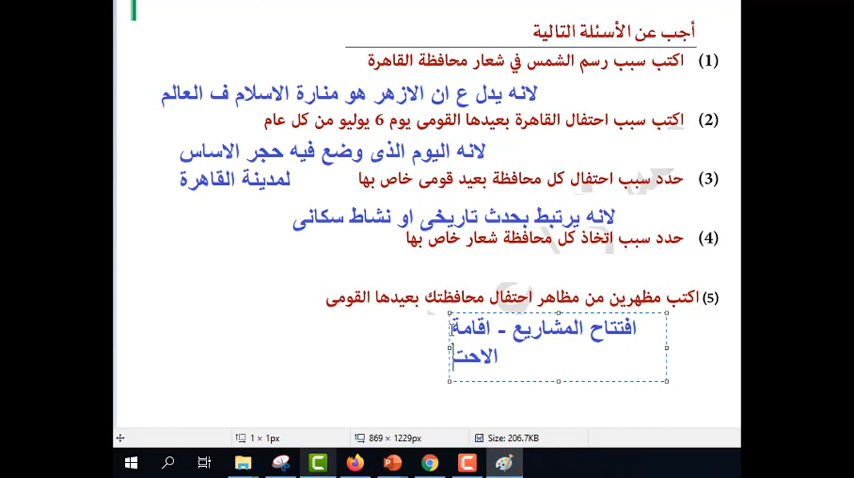 أجب عن الأسئلة التالية
(1) اكتب سبب رسم الشمس في شعار محافظة القاهرة
لانه يدل ع ان الازهر هو منارة الاسلام ف العالم
(2) اكتب سبب احتفال القاهرة بعيدها القومى يوم 6 يوليو من كل عام
لانه اليوم الذى وضع فيه حجر الاساس
لمدينة القاهرة
(3) حدد سبب احتفال كل محافظة بعيد قومى خاص بها
لانه يرتبط بحدث تاريخى او نشاط سكانى
(4) حدد سبب اتخاذ كل محافظة شعار خاص بها
(5) اكتب مظهرين من مظاهر احتفال محافظتك بعيدها القومى
افتتاح المشاريع - اقامة
الاحت
1 × 1px
869 × 1229px
Size: 206.7KB